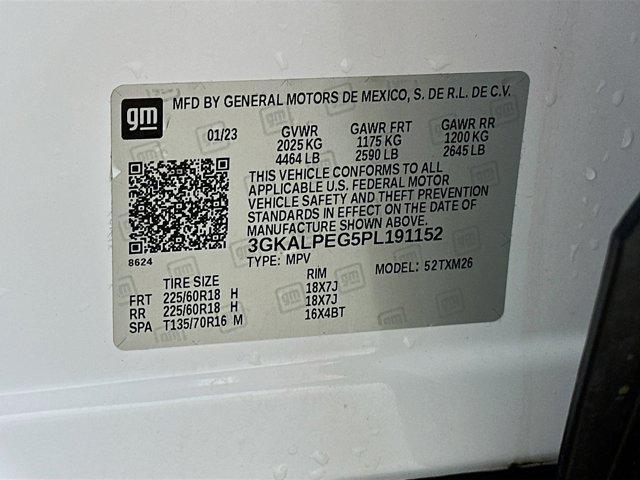 gm
MFD BY GENERAL MOTORS DE MEXICO, S. DE R.L. DE C.V.
01/23 GVWR GAWR FRT GAWR RR
2025 KG 1175 KG 1200 KG
4464 LB 2590 LB 2645 LB
THIS VEHICLE CONFORMS TO ALL
APPLICABLE U.S. FEDERAL MOTOR
VEHICLE SAFETY AND THEFT PREVENTION
STANDARDS IN EFFECT ON THE DATE OF
MANUFACTURE SHOWN ABOVE.
3GKALPEG5PL191152
8624
TYPE: MPV MODEL: 52TXM26
TIRE SIZE RIM
FRT 225/60R18 H 18X7J
RR 225/60R18 H 18X7J
SPA T135/70R16 M 16X4BT